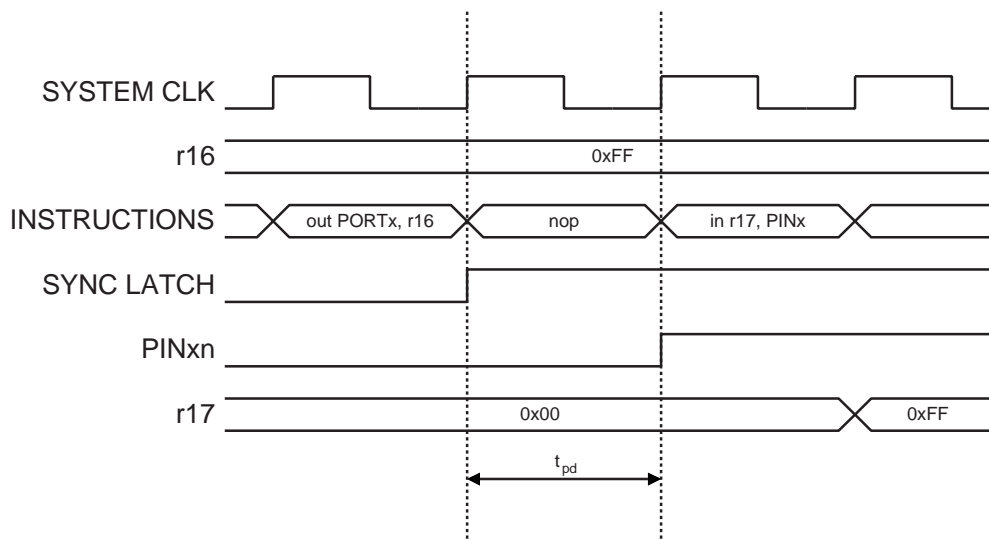 SYSTEM CLK
r16
0xFF
INSTRUCTIONS
out PORTx, r16
nop
in r17, PINx
SYNC LATCH
PINxn
r17
0x00
0xFF
tpd